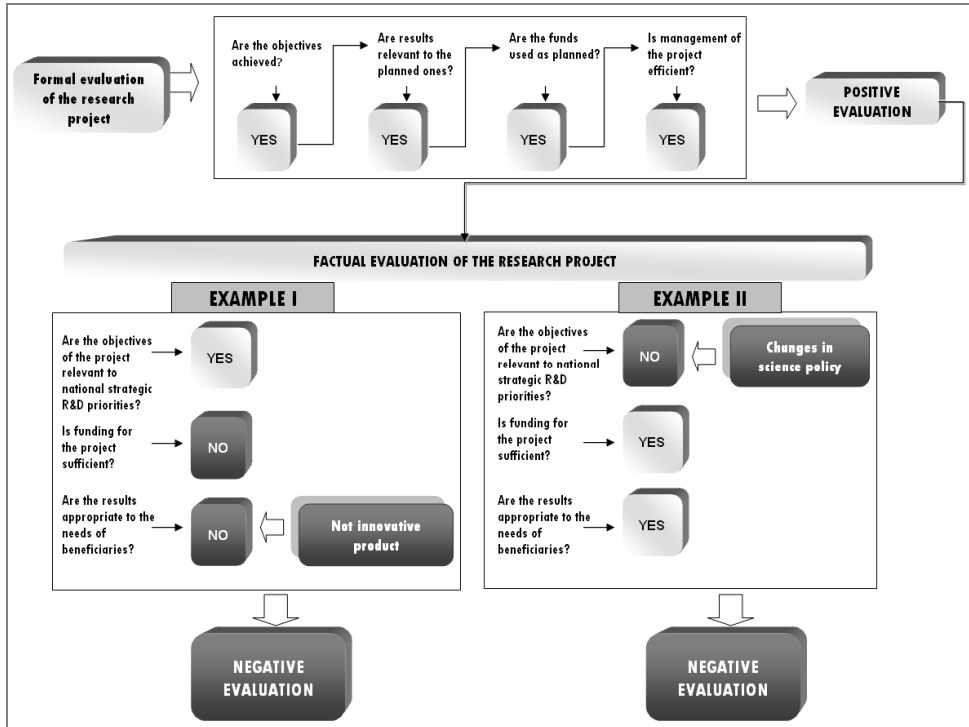 Formal evaluation
of the research
project
Are the objectives
achieved?
YES
Are results
relevant to the
planned ones?
YES
Are the funds
used as planned?
YES
Is management of
the project
efficient?
YES
POSITIVE
EVALUATION
FACTUAL EVALUATION OF THE RESEARCH PROJECT
EXAMPLE I
Are the objectives
of the project
relevant to
national strategic
R&D priorities?
YES
Is funding for
the project
sufficient?
NO
Are the results
appropriate to the
needs of
beneficiaries?
NO
Not innovative
product
NEGATIVE
EVALUATION
EXAMPLE II
Are the objectives
of the project
relevant to national
strategic R&D
priorities?
NO
Changes in
science policy
Is funding for
the project
sufficient?
YES
Are the results
appropriate to the
needs of
beneficiaries?
YES
NEGATIVE
EVALUATION